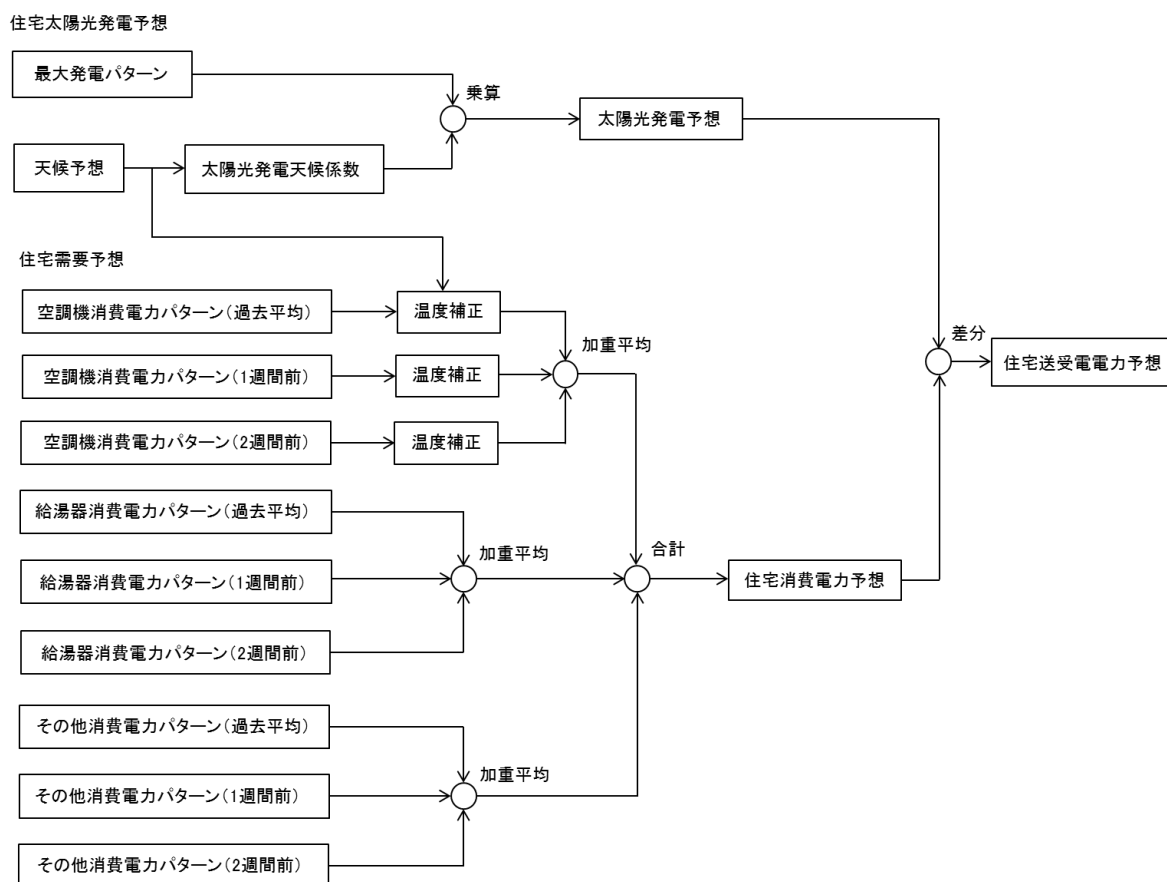 住宅太陽光発電予想
最大発電パターン
乗算
太陽光発電予想
天候予想
太陽光発電天候係数
住宅需要予想
空調機消費電力パターン(過去平均)
温度補正
加重平均
空調機消費電力パターン(1週間前)
温度補正
差分
住宅送受電電力予想
空調機消費電力パターン(2週間前)
温度補正
給湯器消費電力パターン(過去平均)
加重平均
合計
給湯器消費電力パターン(1週間前)
住宅消費電力予想
給湯器消費電力パターン(2週間前)
その他消費電力パターン(過去平均)
加重平均
その他消費電力パターン(1週間前)
その他消費電力パターン(2週間前)